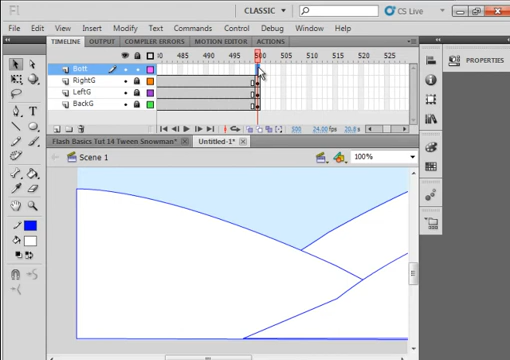 Fl CLASSIC CS Live
File Edit View Insert Modify Text Commands Control Debug Window Help
TIMELINE OUTPUT COMPILER ERRORS MOTION EDITOR ACTIONS PROPERTIES
485 490 495 500 505 510 515 520 525
Bott
RightG
LeftG
BackG
500 24.00 fps 20.8 s
Flash Basics Tut 14 Tween Snowman* Untitled-1*
Scene 1 100%